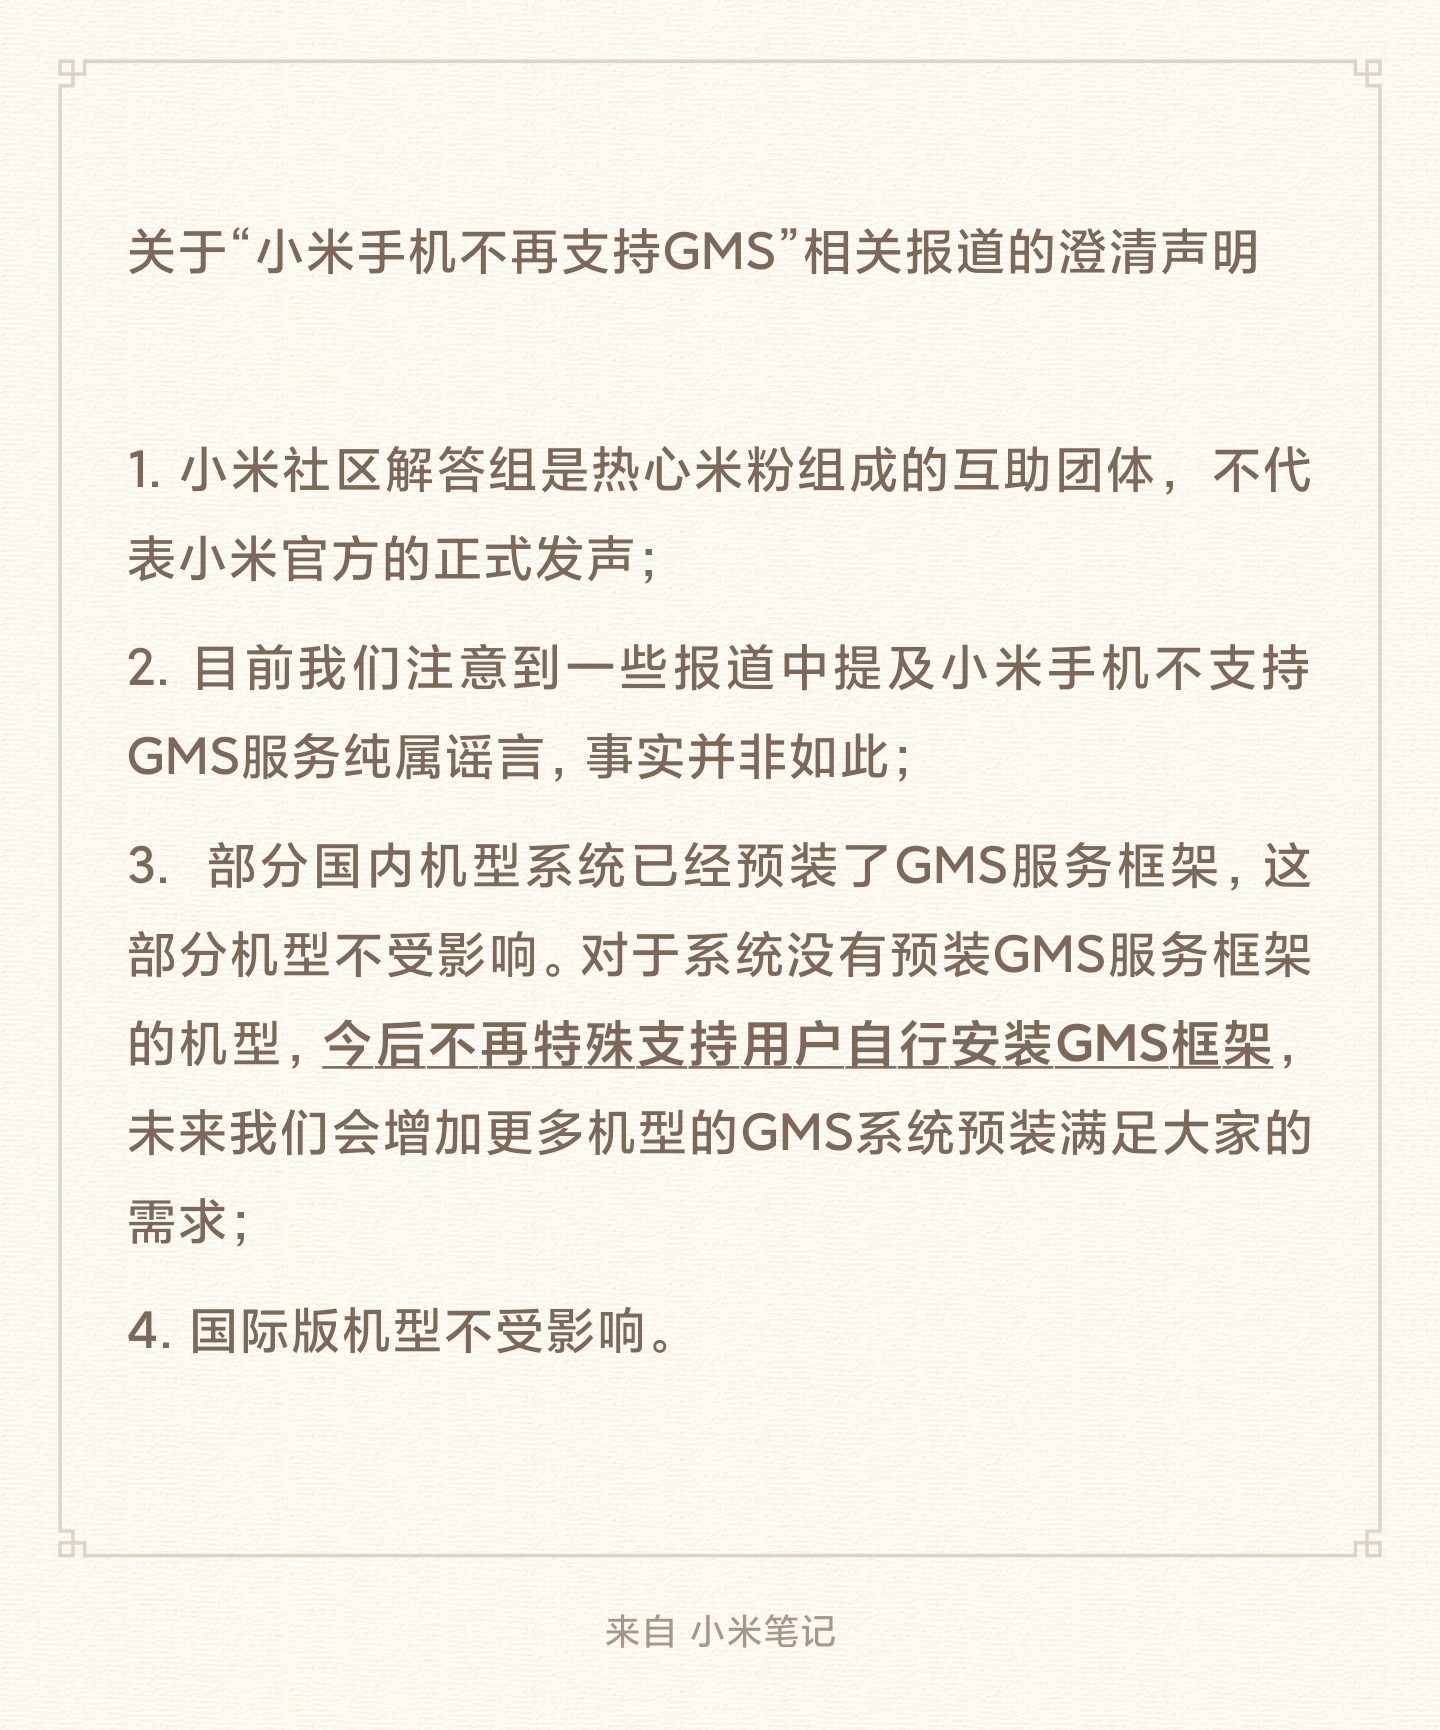 关于“小米手机不再支持GMS”相关报道的澄清声明
1. 小米社区解答组是热心米粉组成的互助团体，不代
表小米官方的正式发声；
2. 目前我们注意到一些报道中提及小米手机不支持
GMS服务纯属谣言，事实并非如此；
3. 部分国内机型系统已经预装了GMS服务框架，这
部分机型不受影响。对于系统没有预装GMS服务框架
的机型，今后不再特殊支持用户自行安装GMS框架，
未来我们会增加更多机型的GMS系统预装满足大家的
需求；
4. 国际版机型不受影响。
来自 小米笔记